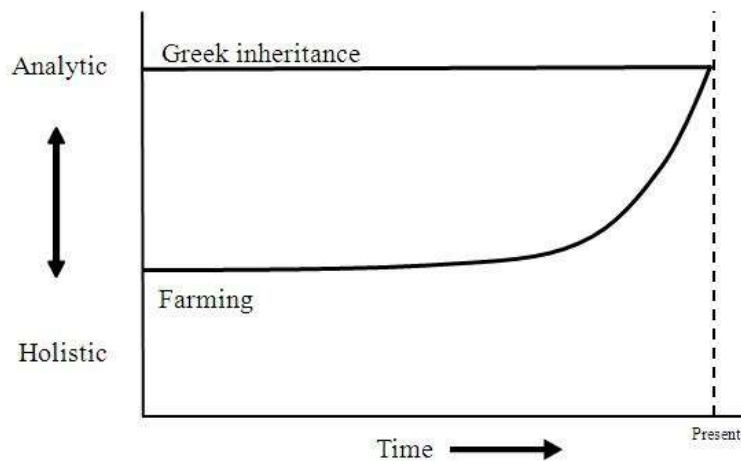 Greek inheritance
Analytic
Farming
Holistic
Present
Time